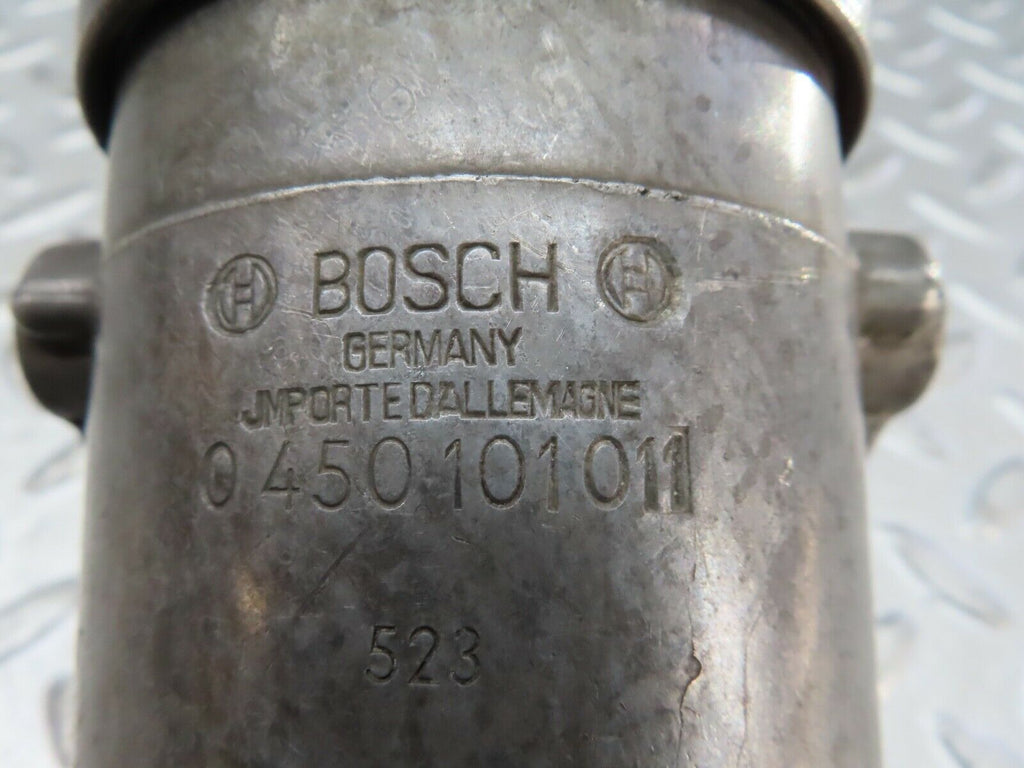 BOSCH
GERMANY
JMPORTE D'ALLEMAGNE
0 450 101 011
523